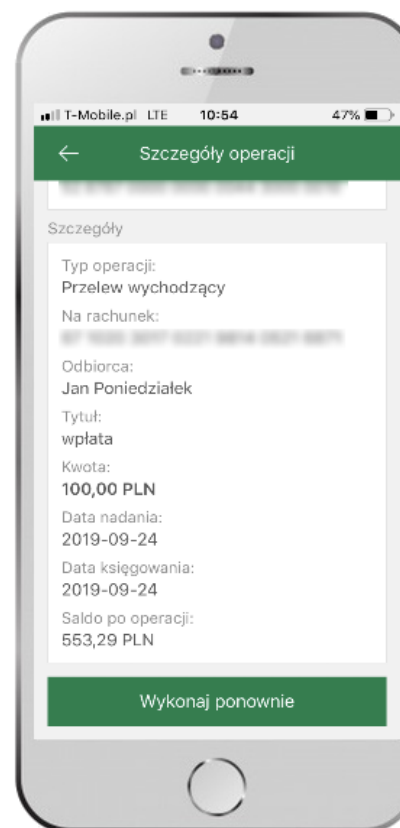 T-Mobile.pl LTE 10:54 47%
Szczegóły operacji
Szczegóły
Typ operacji:
Przelew wychodzący
Na rachunek:
Odbiorca:
Jan Poniedziałek
Tytuł:
wpłata
Kwota:
100,00 PLN
Data nadania:
2019-09-24
Data księgowania:
2019-09-24
Saldo po operacji:
553,29 PLN
Wykonaj ponownie